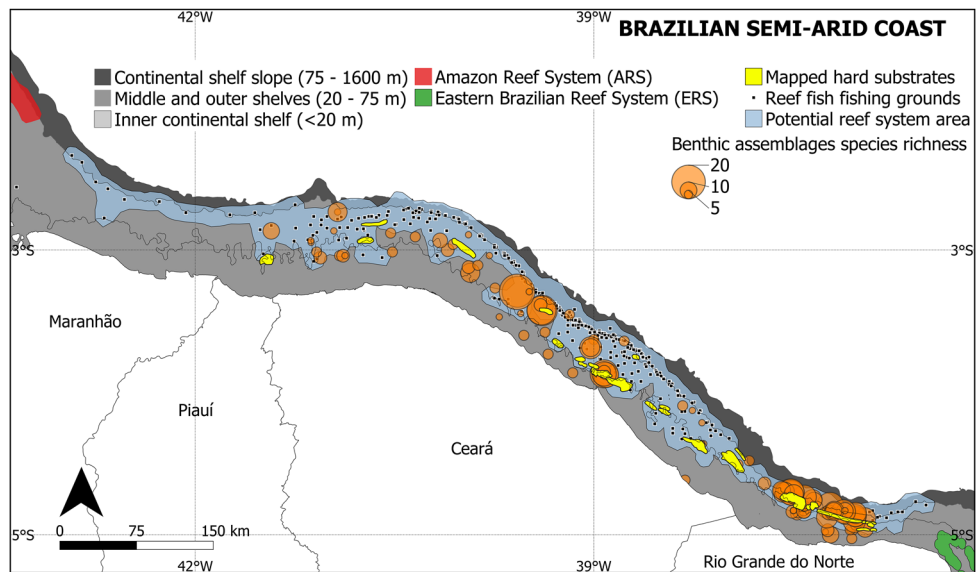 42°W
39°W
BRAZILIAN SEMI-ARID COAST
Continental shelf slope (75 - 1600 m)
Amazon Reef System (ARS)
Mapped hard substrates
Middle and outer shelves (20 - 75 m)
Eastern Brazilian Reef System (ERS)
Reef fish fishing grounds
Inner continental shelf (<20 m)
Potential reef system area
Benthic assemblages species richness
20
10
5
3°S
3°S
Maranhão
Piauí
Ceará
0 75 150 km
5°S
5°S
Rio Grande do Norte
42°W
39°W